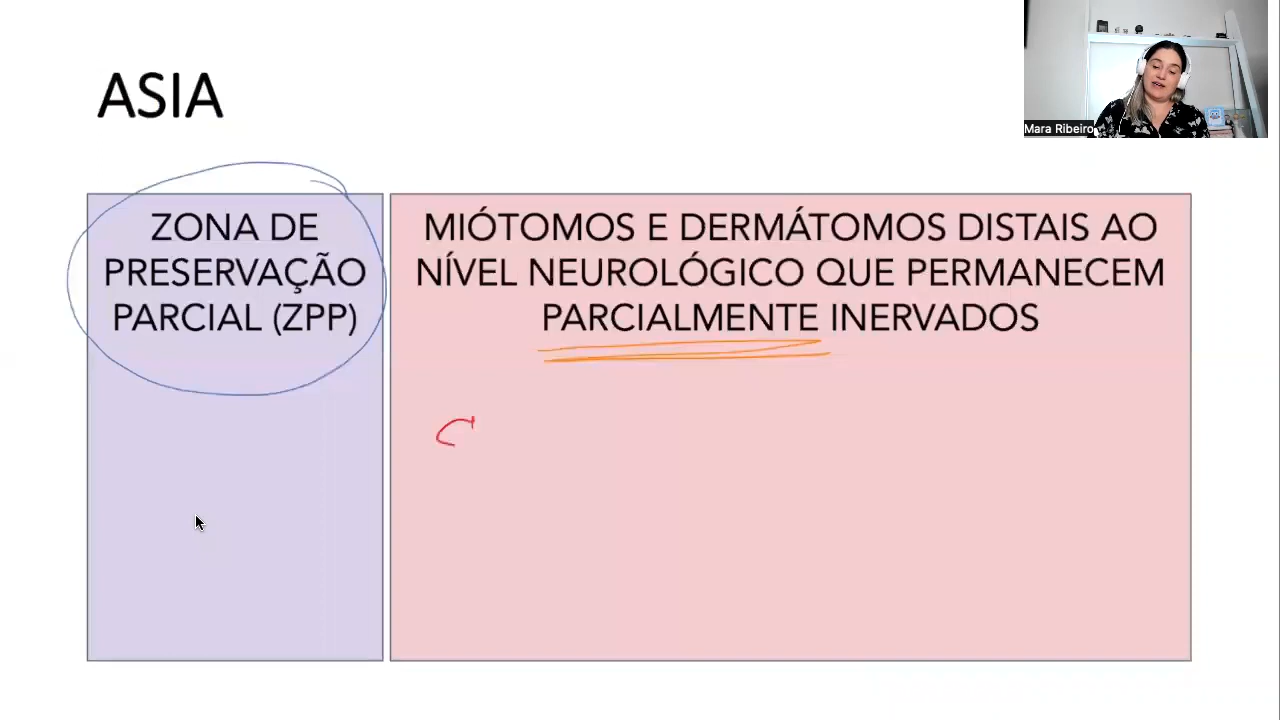 ASIA
Mara Ribeiro
ZONA DE
PRESERVAÇÃO
PARCIAL (ZPP)
MIÓTOMOS E DERMÁTOMOS DISTAIS AO
NÍVEL NEUROLÓGICO QUE PERMANECEM
PARCIALMENTE INERVADOS